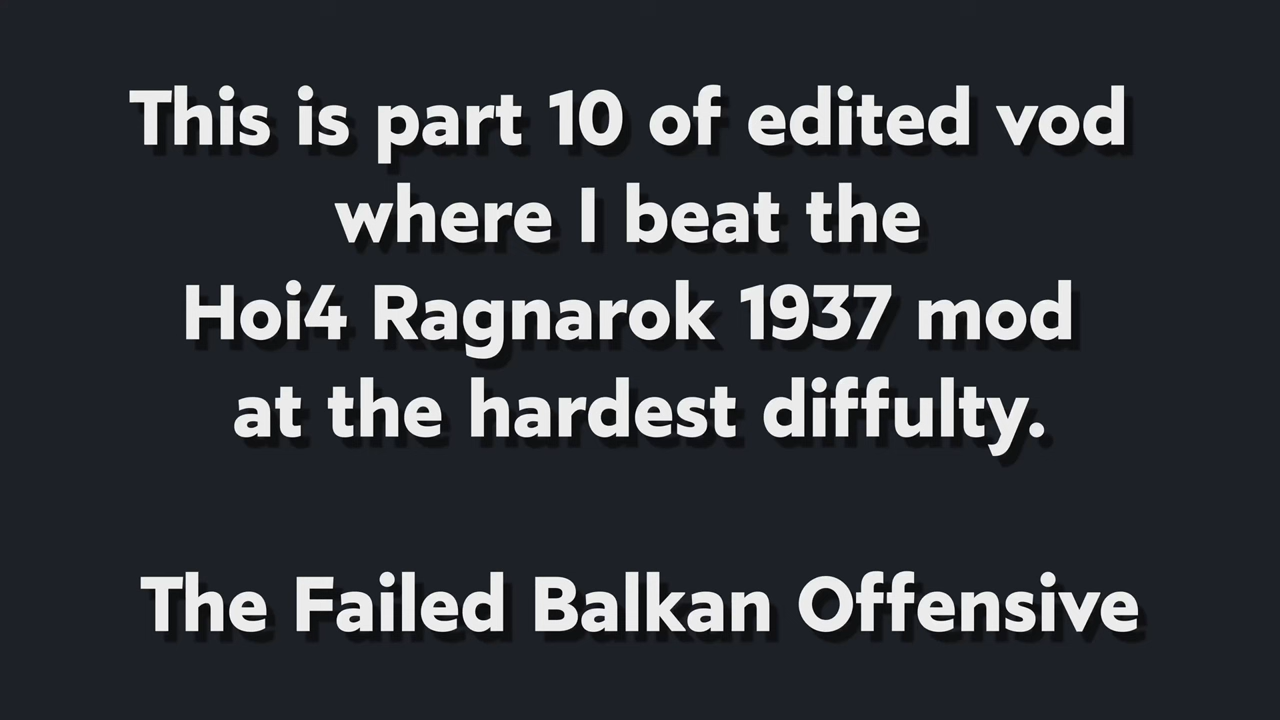 This is part 10 of edited vod
where I beat the
Hoi4 Ragnarok 1937 mod
at the hardest diffulty.
The Failed Balkan Offensive